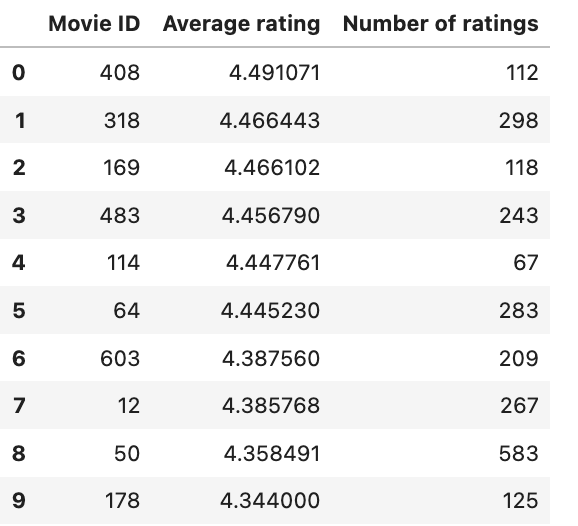 Movie ID Average rating Number of ratings
0 408 4.491071 112
1 318 4.466443 298
2 169 4.466102 118
3 483 4.456790 243
4 114 4.447761 67
5 64 4.445230 283
6 603 4.387560 209
7 12 4.385768 267
8 50 4.358491 583
9 178 4.344000 125